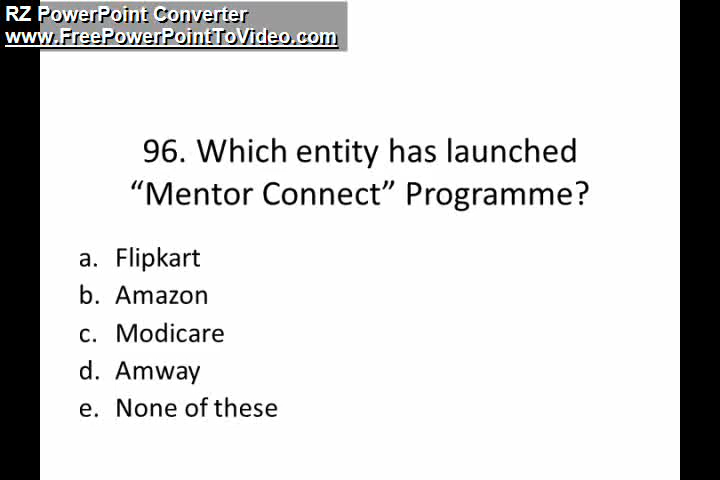 RZ PowerPoint Converter
www.FreePowerPointToVideo.com
96. Which entity has launched
“Mentor Connect” Programme?
a. Flipkart
b. Amazon
c. Modicare
d. Amway
e. None of these